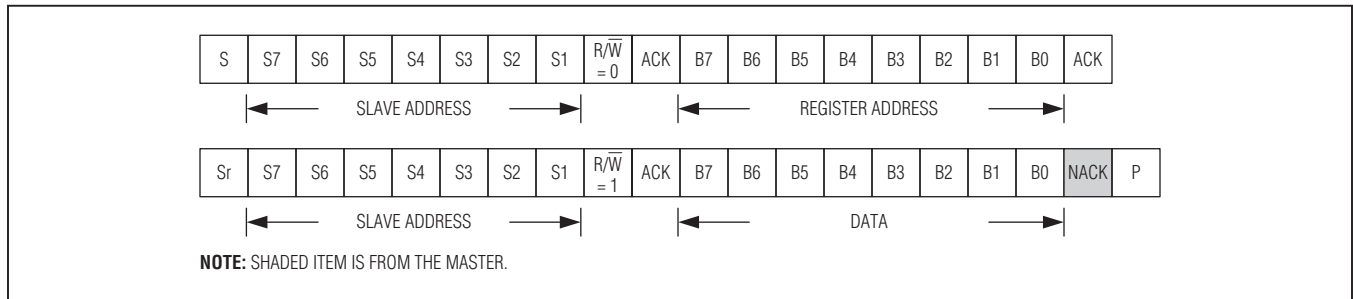 S S7 S6 S5 S4 S3 S2 S1 R/W̅ = 0 ACK B7 B6 B5 B4 B3 B2 B1 B0 ACK
SLAVE ADDRESS REGISTER ADDRESS
Sr S7 S6 S5 S4 S3 S2 S1 R/W̅ = 1 ACK B7 B6 B5 B4 B3 B2 B1 B0 NACK P
SLAVE ADDRESS DATA
NOTE: SHADED ITEM IS FROM THE MASTER.